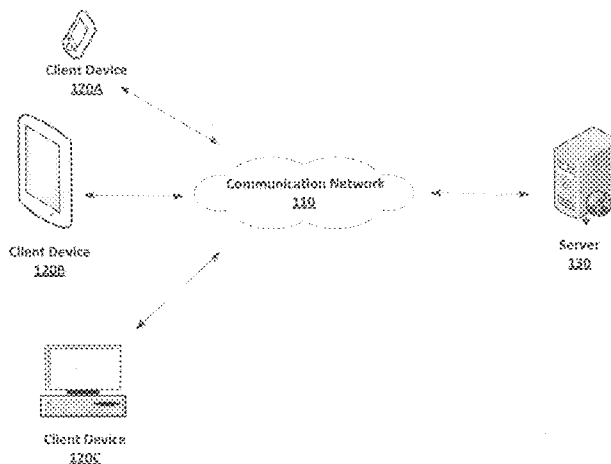 Client Device
120A
Communication Network
110
Client Device
120B
Server
130
Client Device
120C